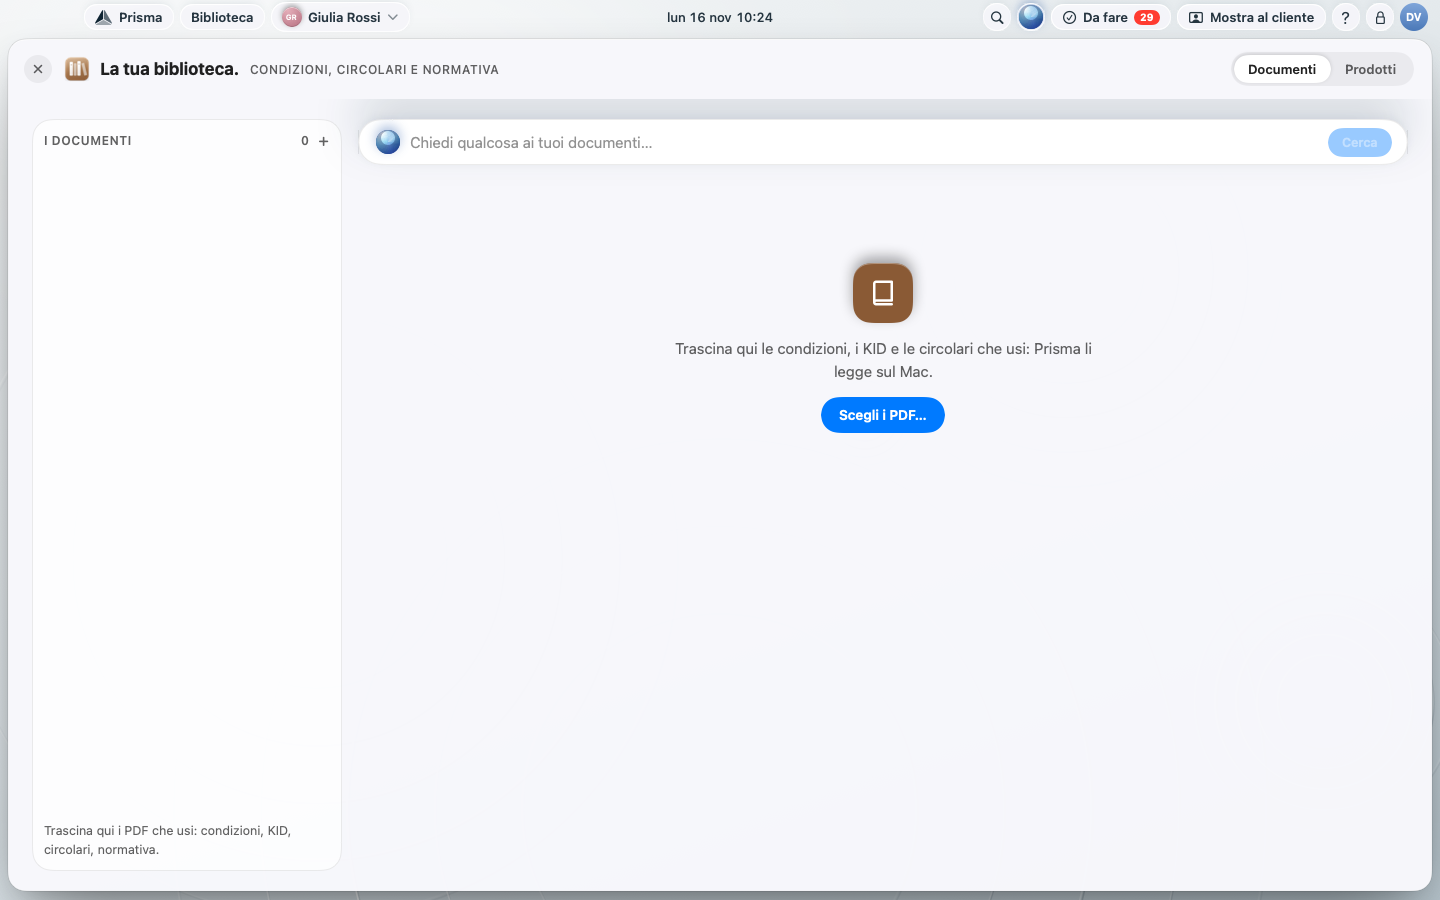 Prisma
Biblioteca
GR Giulia Rossi
lun 16 nov 10:24
Da fare 29
Mostra al cliente
?
DV
La tua biblioteca. CONDIZIONI, CIRCOLARI E NORMATIVA
Documenti
Prodotti
I DOCUMENTI 0 +
Chiedi qualcosa ai tuoi documenti...
Cerca
Trascina qui le condizioni, i KID e le circolari che usi: Prisma li
legge sul Mac.
Scegli i PDF...
Trascina qui i PDF che usi: condizioni, KID,
circolari, normativa.